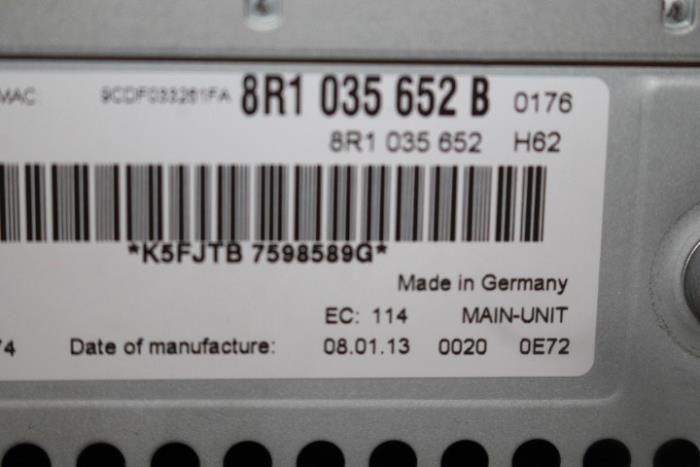 MAC 9CDF033261FA 8R1 035 652 B 0176
8R1 035 652 H62
*K5FJTB 7598589G*
Made in Germany
EC: 114 MAIN-UNIT
74 Date of manufacture: 08.01.13 0020 0E72